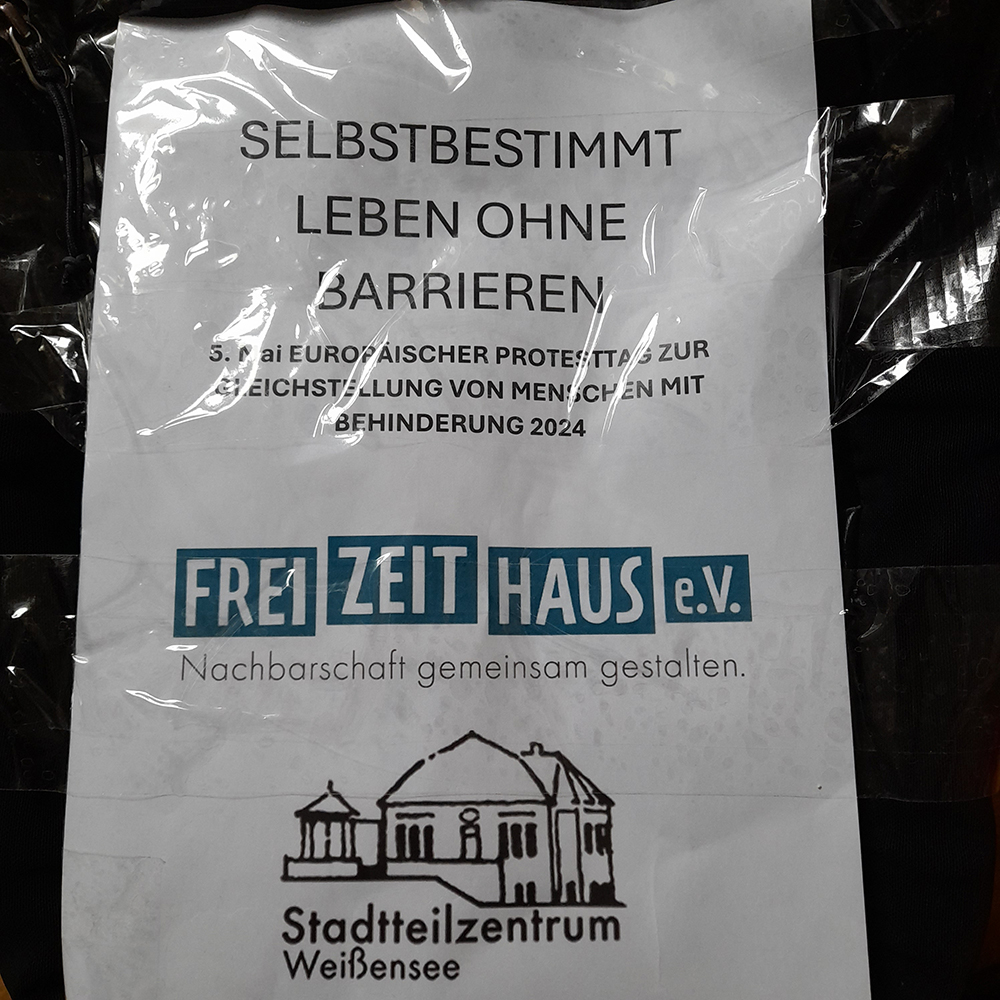 SELBSTBESTIMMT
LEBEN OHNE
BARRIEREN
5. Mai EUROPÄISCHER PROTESTTAG ZUR
GLEICHSTELLUNG VON MENSCHEN MIT
BEHINDERUNG 2024
FREI ZEIT HAUS e.V.
Nachbarschaft gemeinsam gestalten.
Stadtteilzentrum
Weißensee